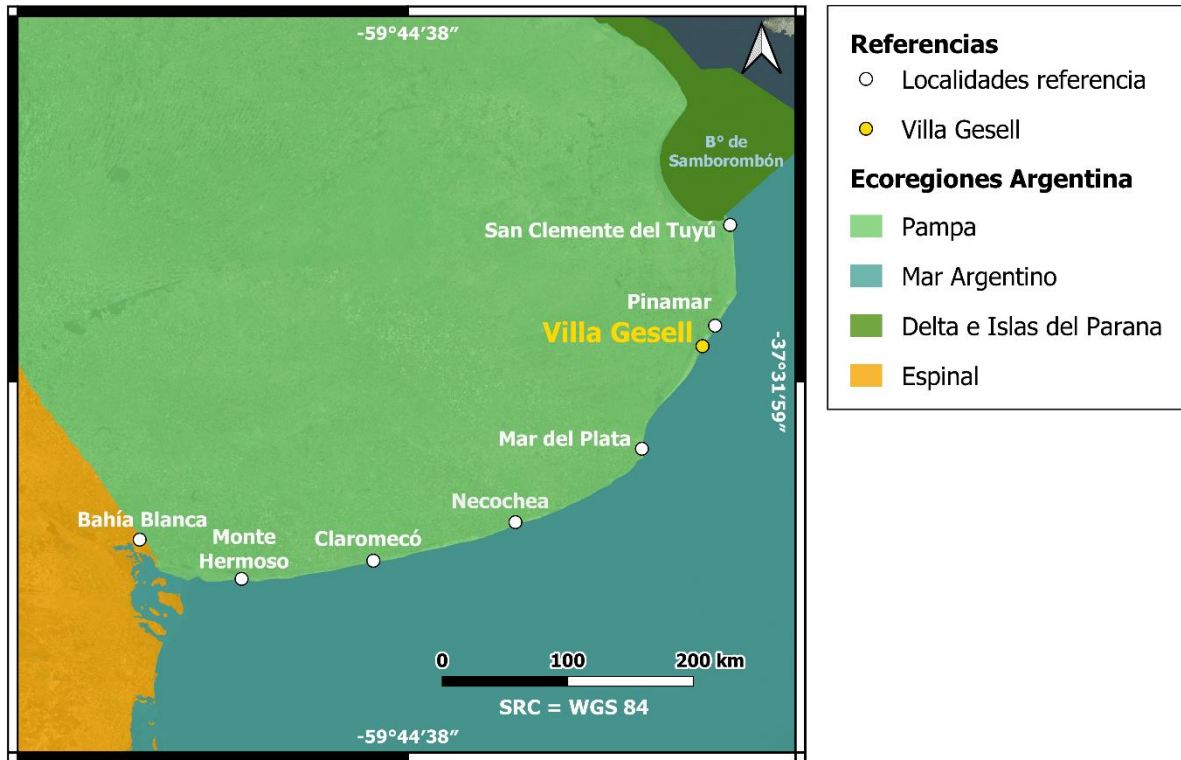 -59°44'38"
B° de
Samborombón
San Clemente del Tuyú
Pinamar
Villa Gesell
-37°31'59"
Mar del Plata
Necochea
Bahía Blanca
Monte
Hermoso
Claromecó
0 100 200 km
SRC = WGS 84
-59°44'38"
Referencias
Localidades referencia
Villa Gesell
Ecoregiones Argentina
Pampa
Mar Argentino
Delta e Islas del Parana
Espinal